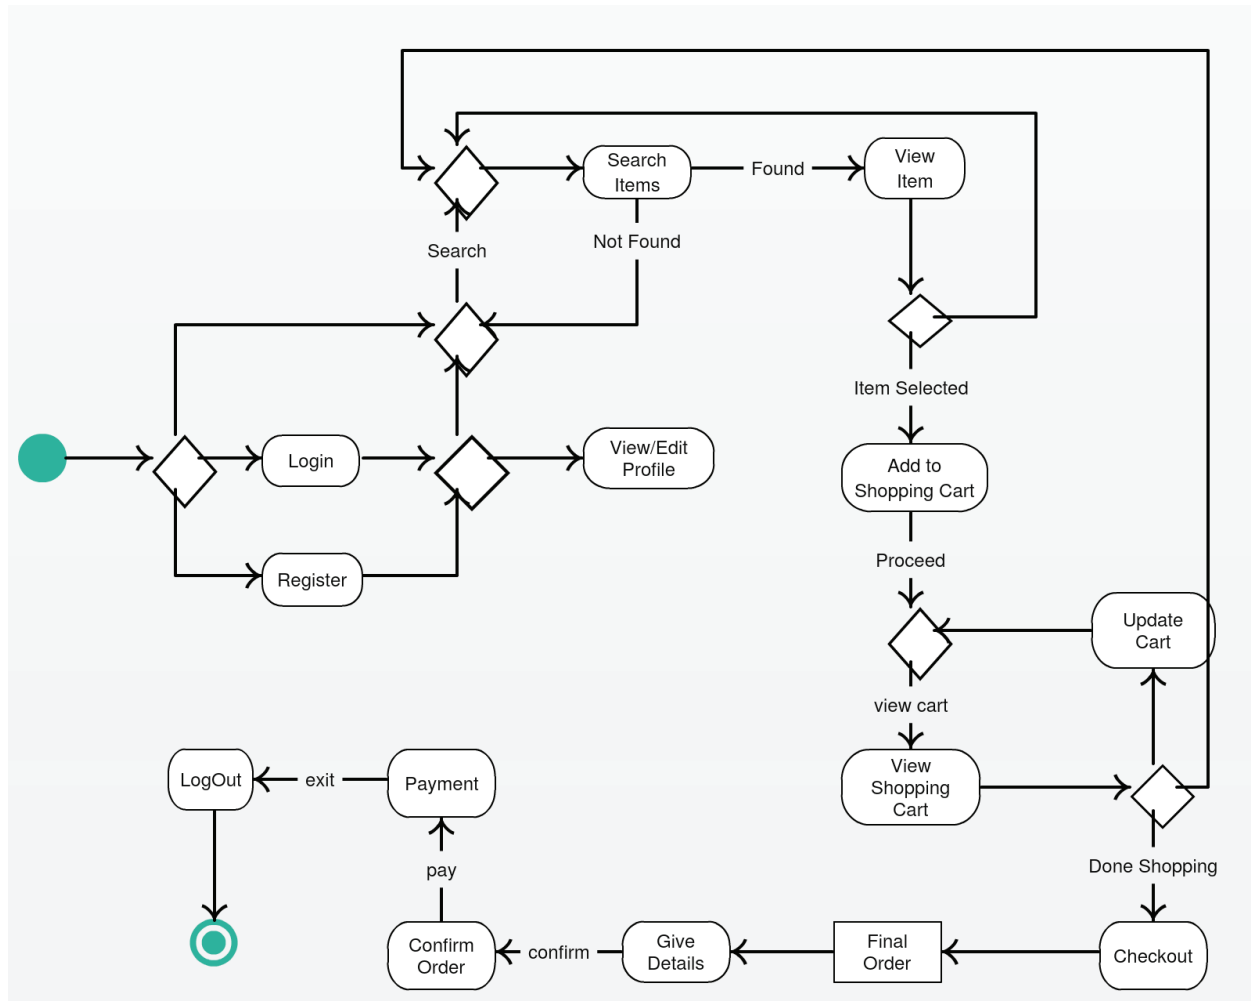 Search
Items
Found
View
Item
Not Found
Search
Item Selected
Login
View/Edit
Profile
Add to
Shopping Cart
Register
Proceed
Update
Cart
view cart
View
Shopping
Cart
LogOut
exit
Payment
pay
Done Shopping
Confirm
Order
confirm
Give
Details
Final
Order
Checkout